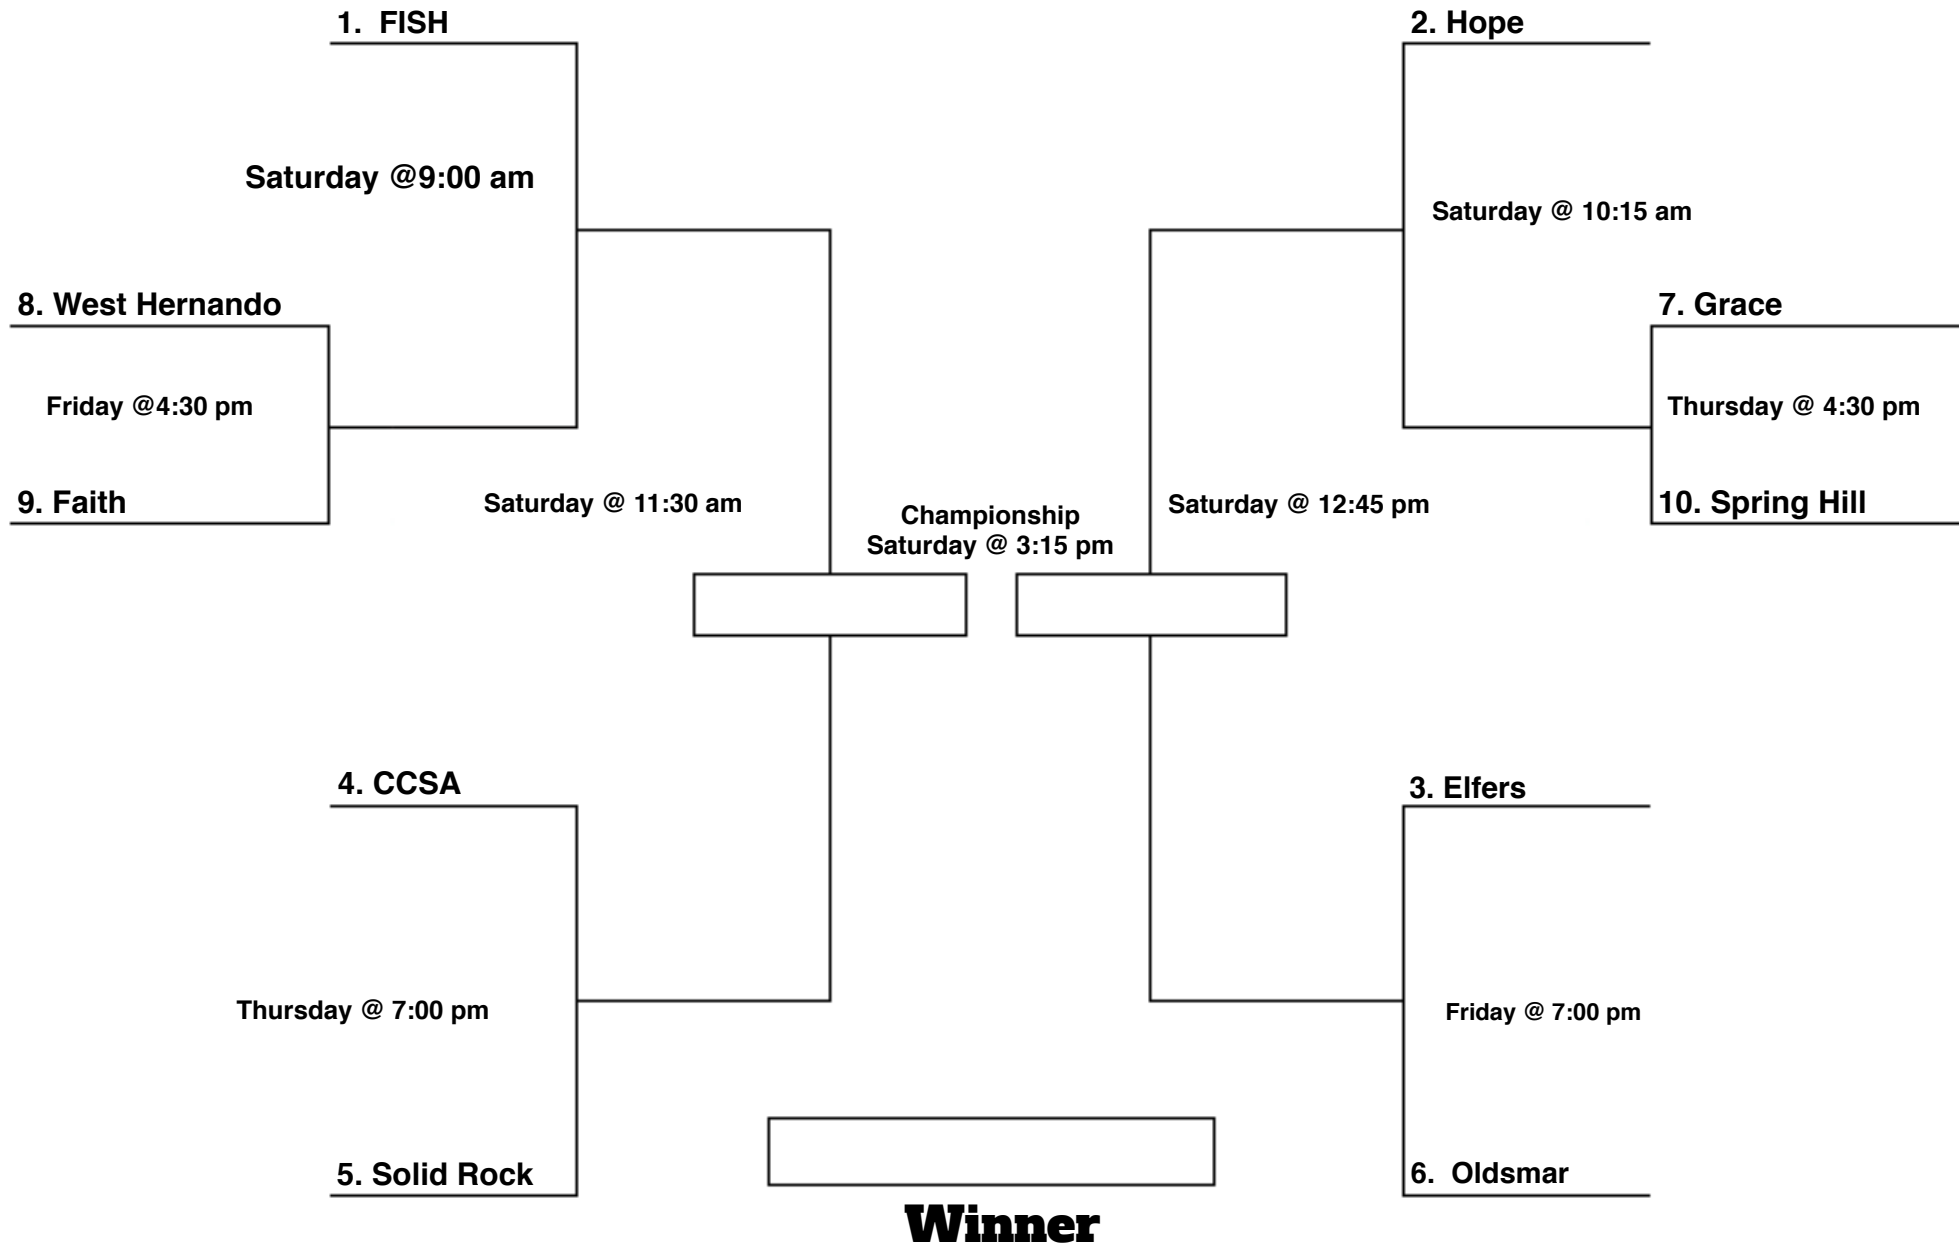 1.  FISH
2. Hope
Saturday @9:00 am
Saturday @ 10:15 am
8. West Hernando
7. Grace
Friday @4:30 pm
Thursday @ 4:30 pm
9. Faith
Saturday @ 11:30 am
Championship
Saturday @ 3:15 pm
Saturday @ 12:45 pm
10. Spring Hill
4. CCSA
3. Elfers
Thursday @ 7:00 pm
Friday @ 7:00 pm
5. Solid Rock
6.  Oldsmar
Winner